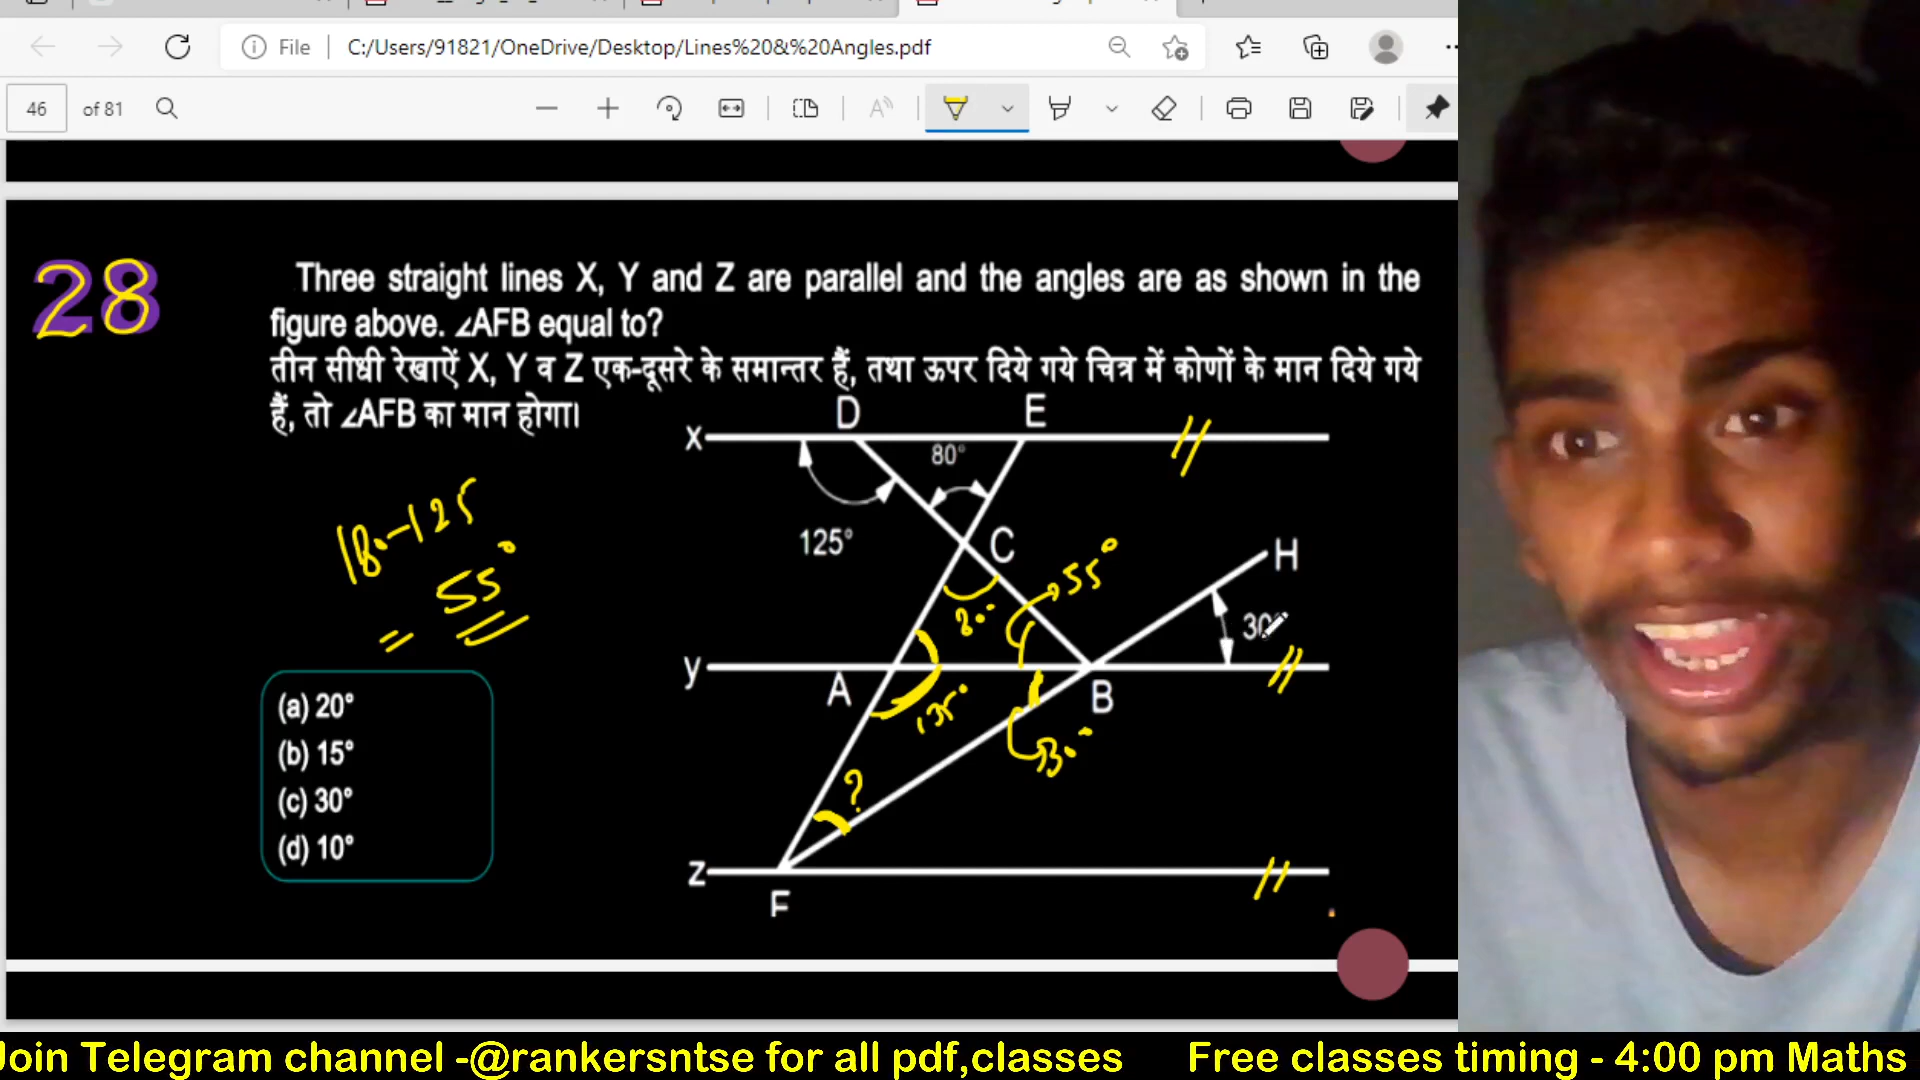 File C:/Users/91821/OneDrive/Desktop/Lines%20&%20Angles.pdf
46 of 81
28
Three straight lines X, Y and Z are parallel and the angles are as shown in the
figure above. ∠AFB equal to?
तीन सीधी रेखाऐं X, Y व Z एक-दूसरे के समान्तर हैं, तथा ऊपर दिये गये चित्र में कोणों के मान दिये गये
हैं, तो ∠AFB का मान होगा।
D E
x
80°
180-125
125°
C
55°
H
= 55°
80°
30
y
A
B
135°
30°
?
(a) 20°
(b) 15°
(c) 30°
(d) 10°
z
F
Join Telegram channel -@rankersntse for all pdf,classes Free classes timing - 4:00 pm Maths